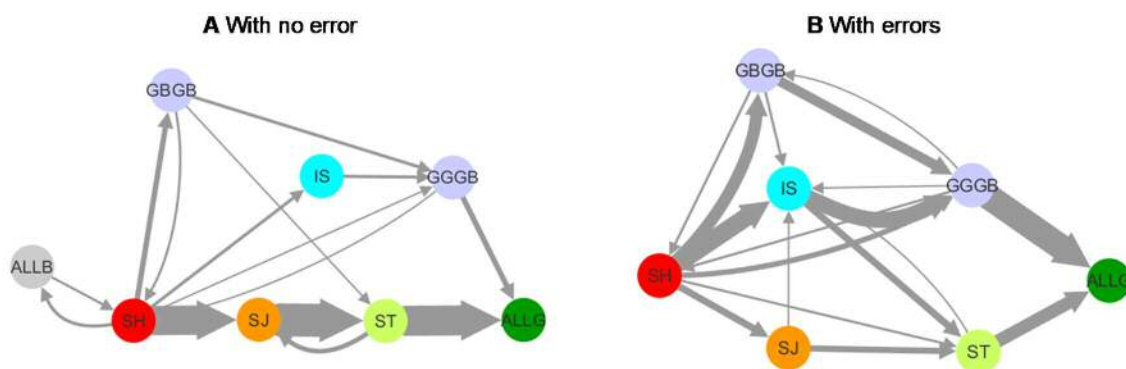 A With no error
GBGB
IS
GGGB
ALLB
SH
SJ
ST
ALLG
B With errors
GBGB
IS
GGGB
SH
ALLG
SJ
ST